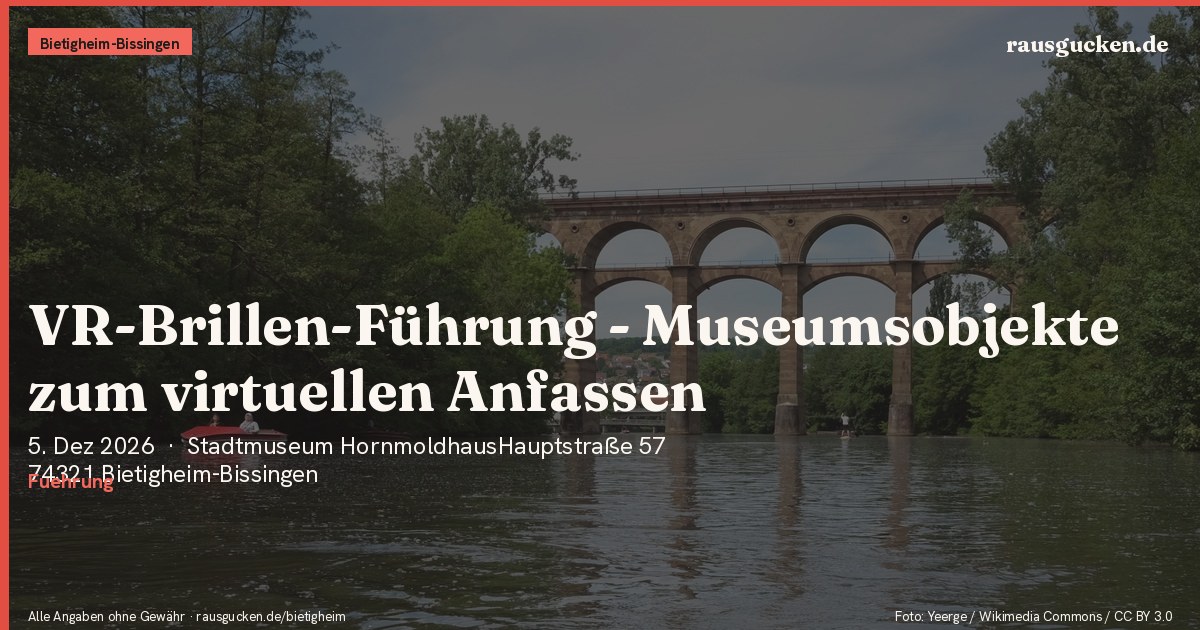 Bietigheim-Bissingen
rausgucken.de
VR-Brillen-Führung - Museumsobjekte
zum virtuellen Anfassen
5. Dez 2026 · Stadtmuseum HornmoldhausHauptstraße 57
74321 Bietigheim-Bissingen
Fuehrung
Alle Angaben ohne Gewähr · rausgucken.de/bietigheim
Foto: Yeerge / Wikimedia Commons / CC BY 3.0